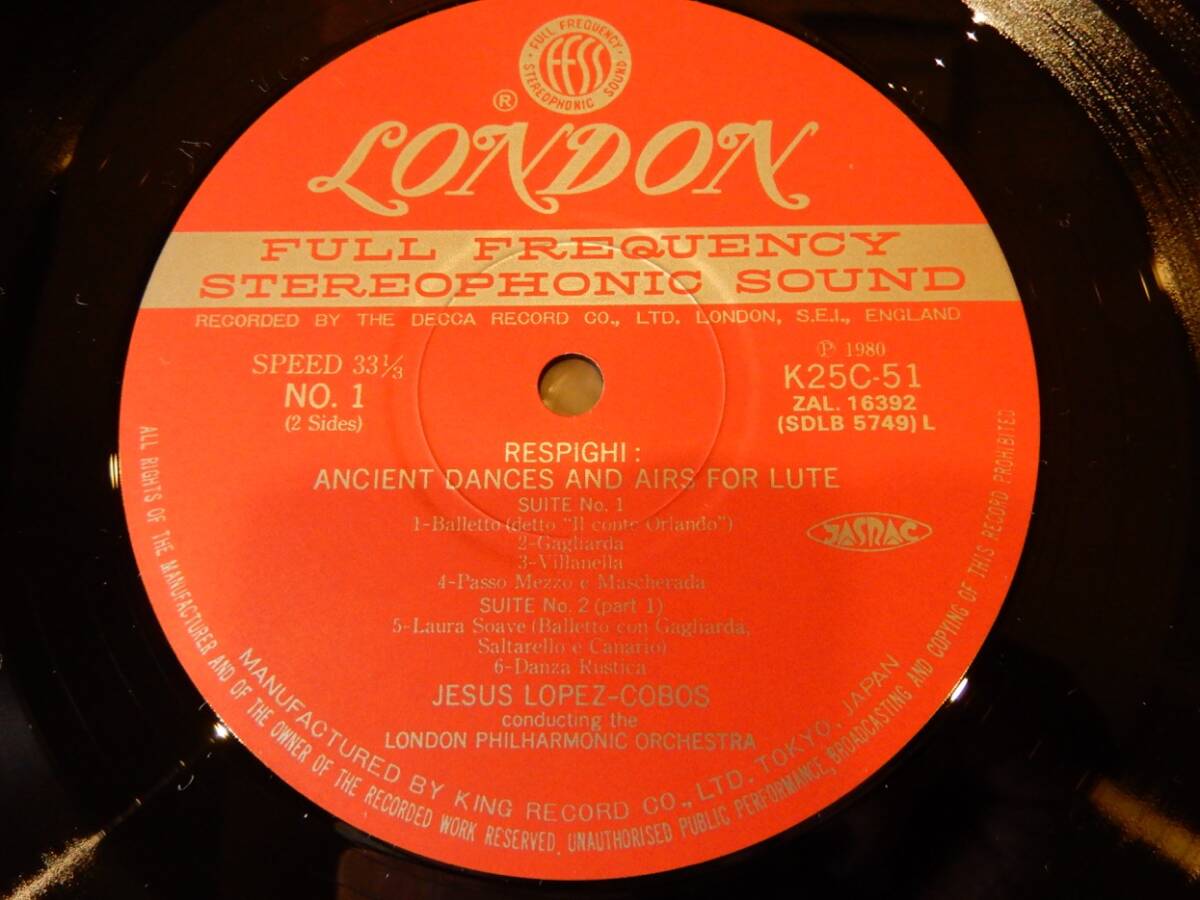 FULL FREQUENCY
FFSS
STEREOPHONIC SOUND
®
LONDON
FULL FREQUENCY
STEREOPHONIC SOUND
RECORDED BY THE DECCA RECORD CO., LTD. LONDON, S.E.I., ENGLAND
SPEED 33⅓
NO. 1
(2 Sides)
Ⓟ 1980
K25C-51
ZAL. 16392
(SDLB 5749) L
RESPIGHI :
ANCIENT DANCES AND AIRS FOR LUTE
SUITE No. 1
1-Balletto (detto "Il conte Orlando")
2-Gagliarda
3-Villanella
4-Passo Mezzo e Mascherada
SUITE No. 2 (part 1)
5-Laura Soave (Balletto con Gagliarda,
Saltarello e Canario)
6-Danza Rustica
JASRAC
JESUS LOPEZ-COBOS
conducting the
LONDON PHILHARMONIC ORCHESTRA
MANUFACTURED BY KING RECORD CO., LTD. TOKYO, JAPAN
ALL RIGHTS OF THE MANUFACTURER AND OF THE OWNER OF THE RECORDED WORK RESERVED, UNAUTHORISED PUBLIC PERFORMANCE, BROADCASTING AND COPYING OF THIS RECORD PROHIBITED